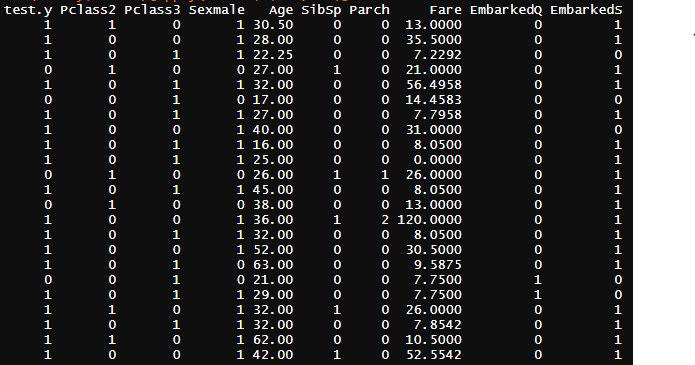 test.y Pclass2 Pclass3 Sexmale Age SibSp Parch Fare EmbarkedQ EmbarkedS
1 1 0 1 30.50 0 0 13.0000 0 1
1 0 0 1 28.00 0 0 35.5000 0 1
1 0 1 1 22.25 0 0 7.2292 0 0
0 1 0 0 27.00 1 0 21.0000 0 1
1 0 1 1 32.00 0 0 56.4958 0 1
0 0 1 0 17.00 0 0 14.4583 0 0
1 0 1 1 27.00 0 0 7.7958 0 1
1 0 0 1 40.00 0 0 31.0000 0 0
1 0 1 1 16.00 0 0 8.0500 0 1
1 0 1 1 25.00 0 0 0.0000 0 1
0 1 0 0 26.00 1 1 26.0000 0 1
1 0 1 1 45.00 0 0 8.0500 0 1
0 1 0 0 38.00 0 0 13.0000 0 1
1 0 0 1 36.00 1 2 120.0000 0 1
1 0 1 1 32.00 0 0 8.0500 0 1
1 0 0 1 52.00 0 0 30.5000 0 1
1 0 1 0 63.00 0 0 9.5875 0 1
0 0 1 0 21.00 0 0 7.7500 1 0
1 0 1 1 29.00 0 0 7.7500 1 0
1 1 0 1 32.00 1 0 26.0000 0 1
1 0 1 1 32.00 0 0 7.8542 0 1
1 1 0 1 62.00 0 0 10.5000 0 1
1 0 0 1 42.00 1 0 52.5542 0 1